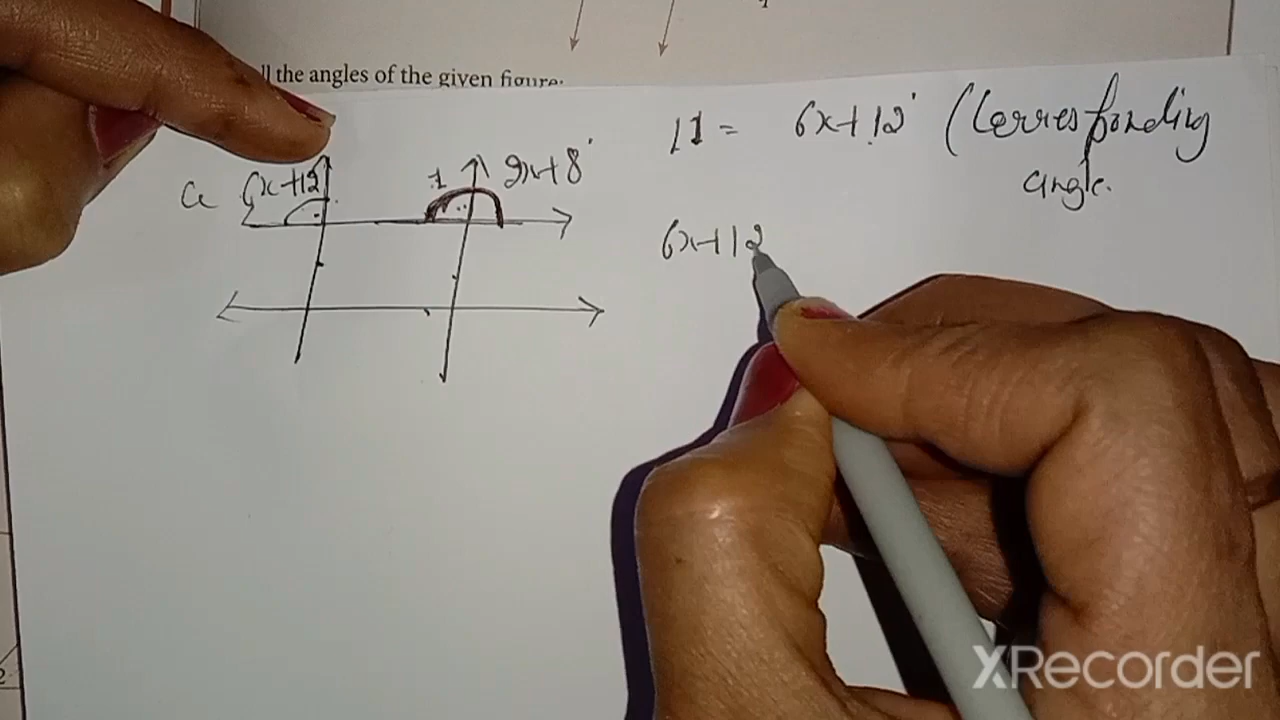 ll the angles of the given figure:
∠1 = 6x+12° (Corresponding
angle.
a 6x+12 1 2x+8°
6x+12
XRecorder